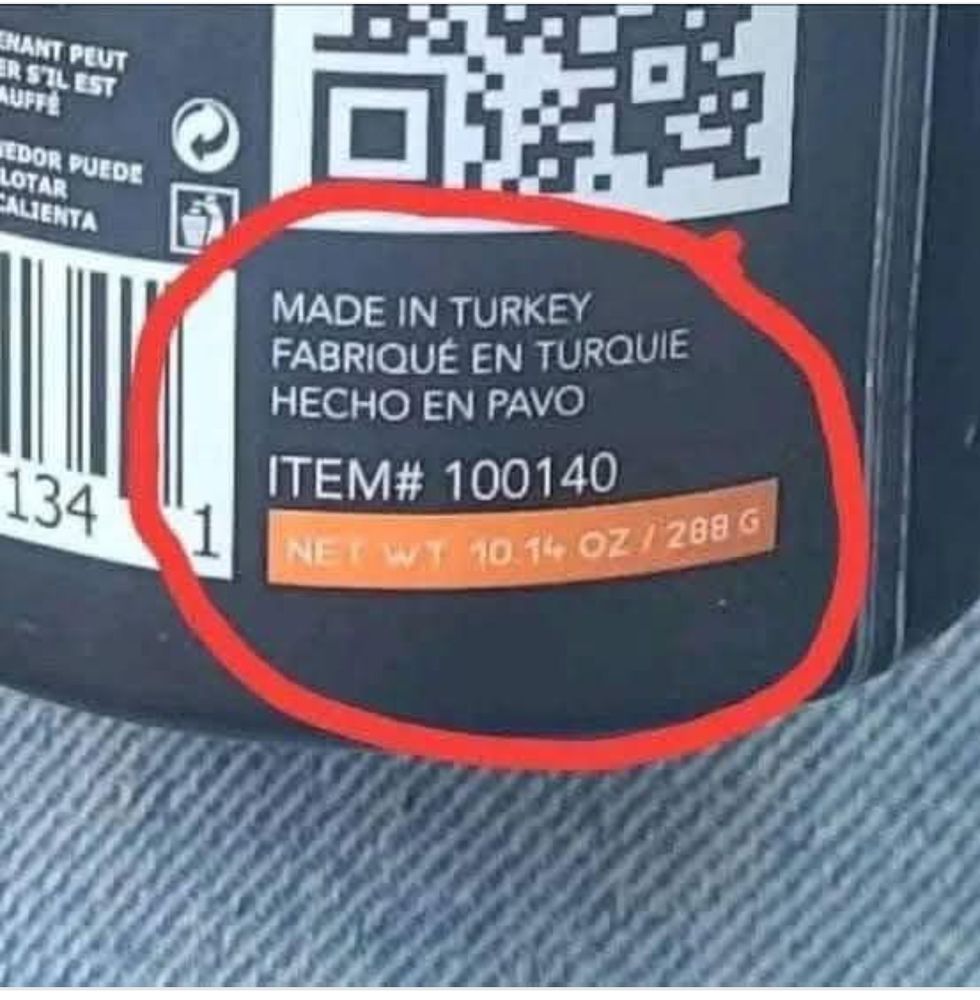 ENANT PEUT
ER S'IL EST
AUFFÉ
EDOR PUEDE
LOTAR
CALIENTA
134 1
MADE IN TURKEY
FABRIQUÉ EN TURQUIE
HECHO EN PAVO
ITEM# 100140
NET WT 10.14 OZ / 288 G